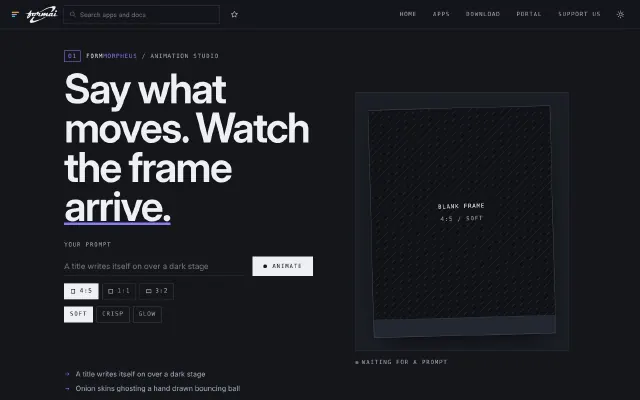 formai
Search apps and docs
HOME APPS DOWNLOAD PORTAL SUPPORT US
01 FORMMORPHEUS / ANIMATION STUDIO
Say what
moves. Watch
the frame
arrive.
YOUR PROMPT
A title writes itself on over a dark stage
ANIMATE
4:5 1:1 3:2
SOFT CRISP GLOW
→ A title writes itself on over a dark stage
→ Onion skins ghosting a hand drawn bouncing ball
BLANK FRAME
4:5 / SOFT
WAITING FOR A PROMPT